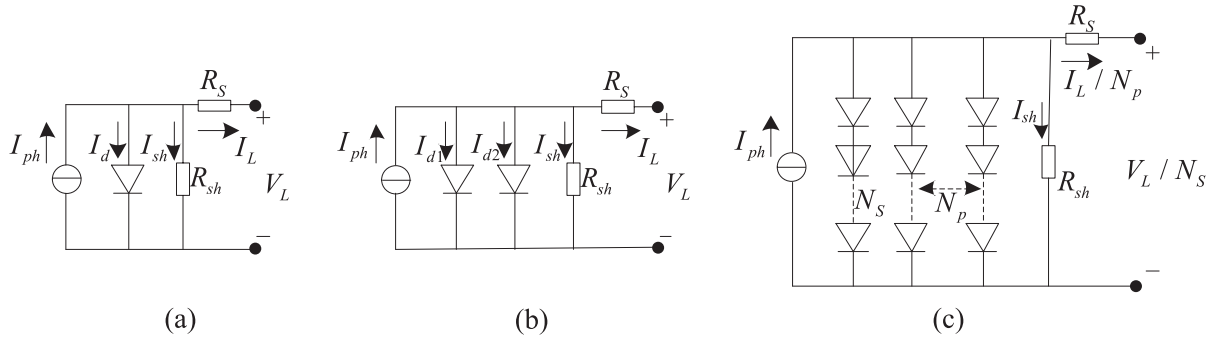 R_S
+
I_ph I_d I_sh I_L
R_sh V_L
−
(a)
R_S
+
I_ph I_d1 I_d2 I_sh I_L
R_sh V_L
−
(b)
R_S
+
I_L / N_p
I_sh
I_ph
R_sh V_L / N_S
N_S N_p
−
(c)